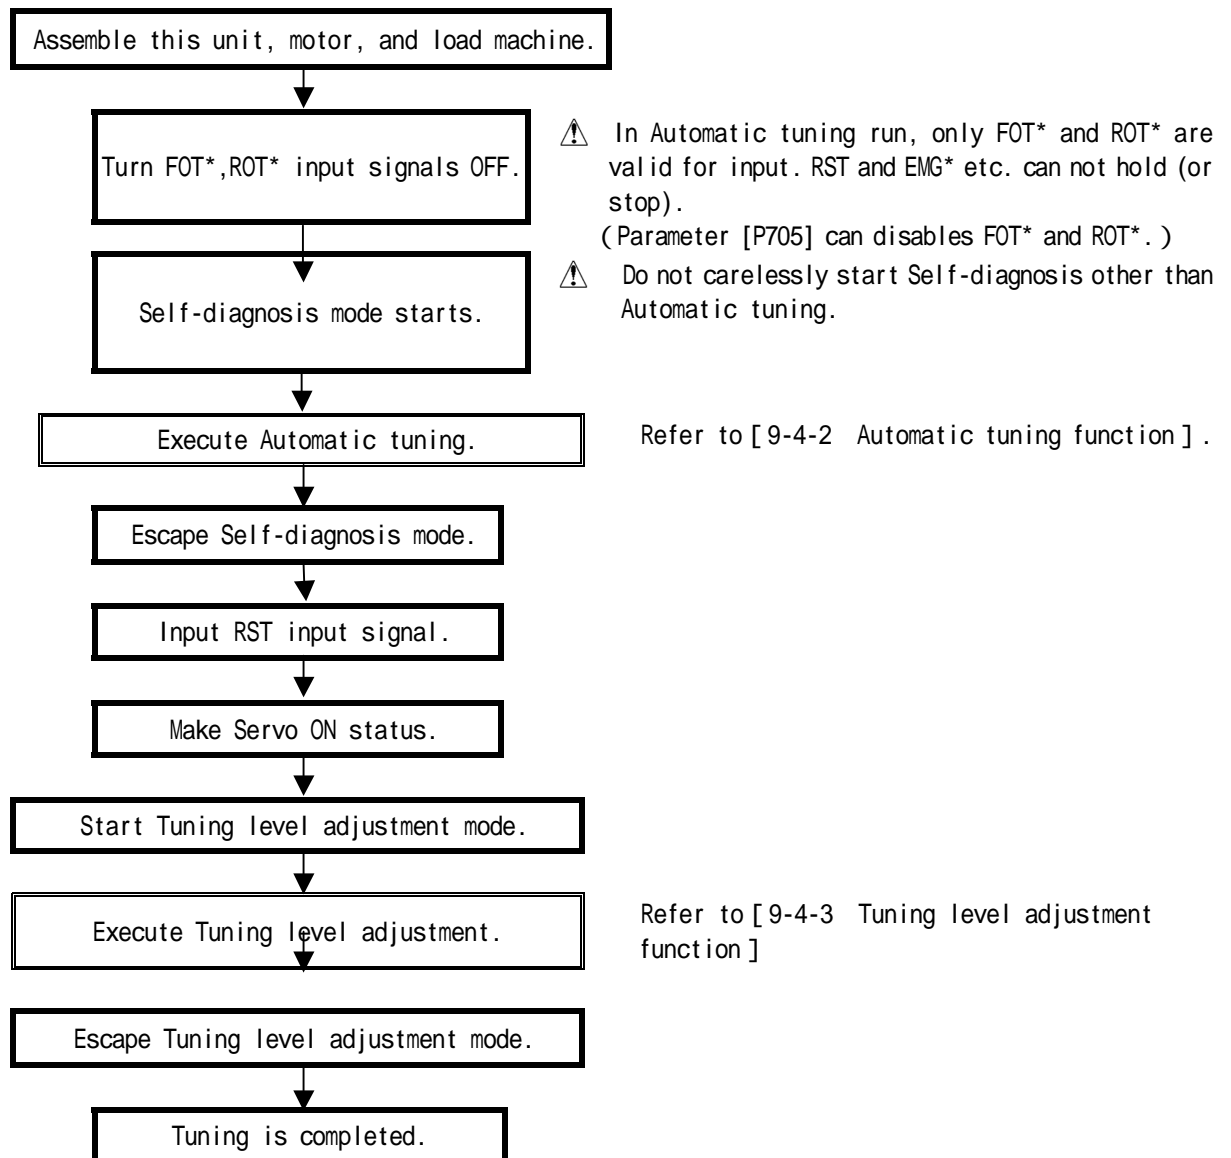 Assemble this unit, motor, and load machine.
Turn FOT*,ROT* input signals OFF.
⚠ In Automatic tuning run, only FOT* and ROT* are
valid for input. RST and EMG* etc. can not hold (or
stop).
(Parameter [P705] can disables FOT* and ROT*.)
Self-diagnosis mode starts.
⚠ Do not carelessly start Self-diagnosis other than
Automatic tuning.
Execute Automatic tuning.
Refer to [9-4-2 Automatic tuning function].
Escape Self-diagnosis mode.
Input RST input signal.
Make Servo ON status.
Start Tuning level adjustment mode.
Execute Tuning level adjustment.
Refer to [9-4-3 Tuning level adjustment
function]
Escape Tuning level adjustment mode.
Tuning is completed.